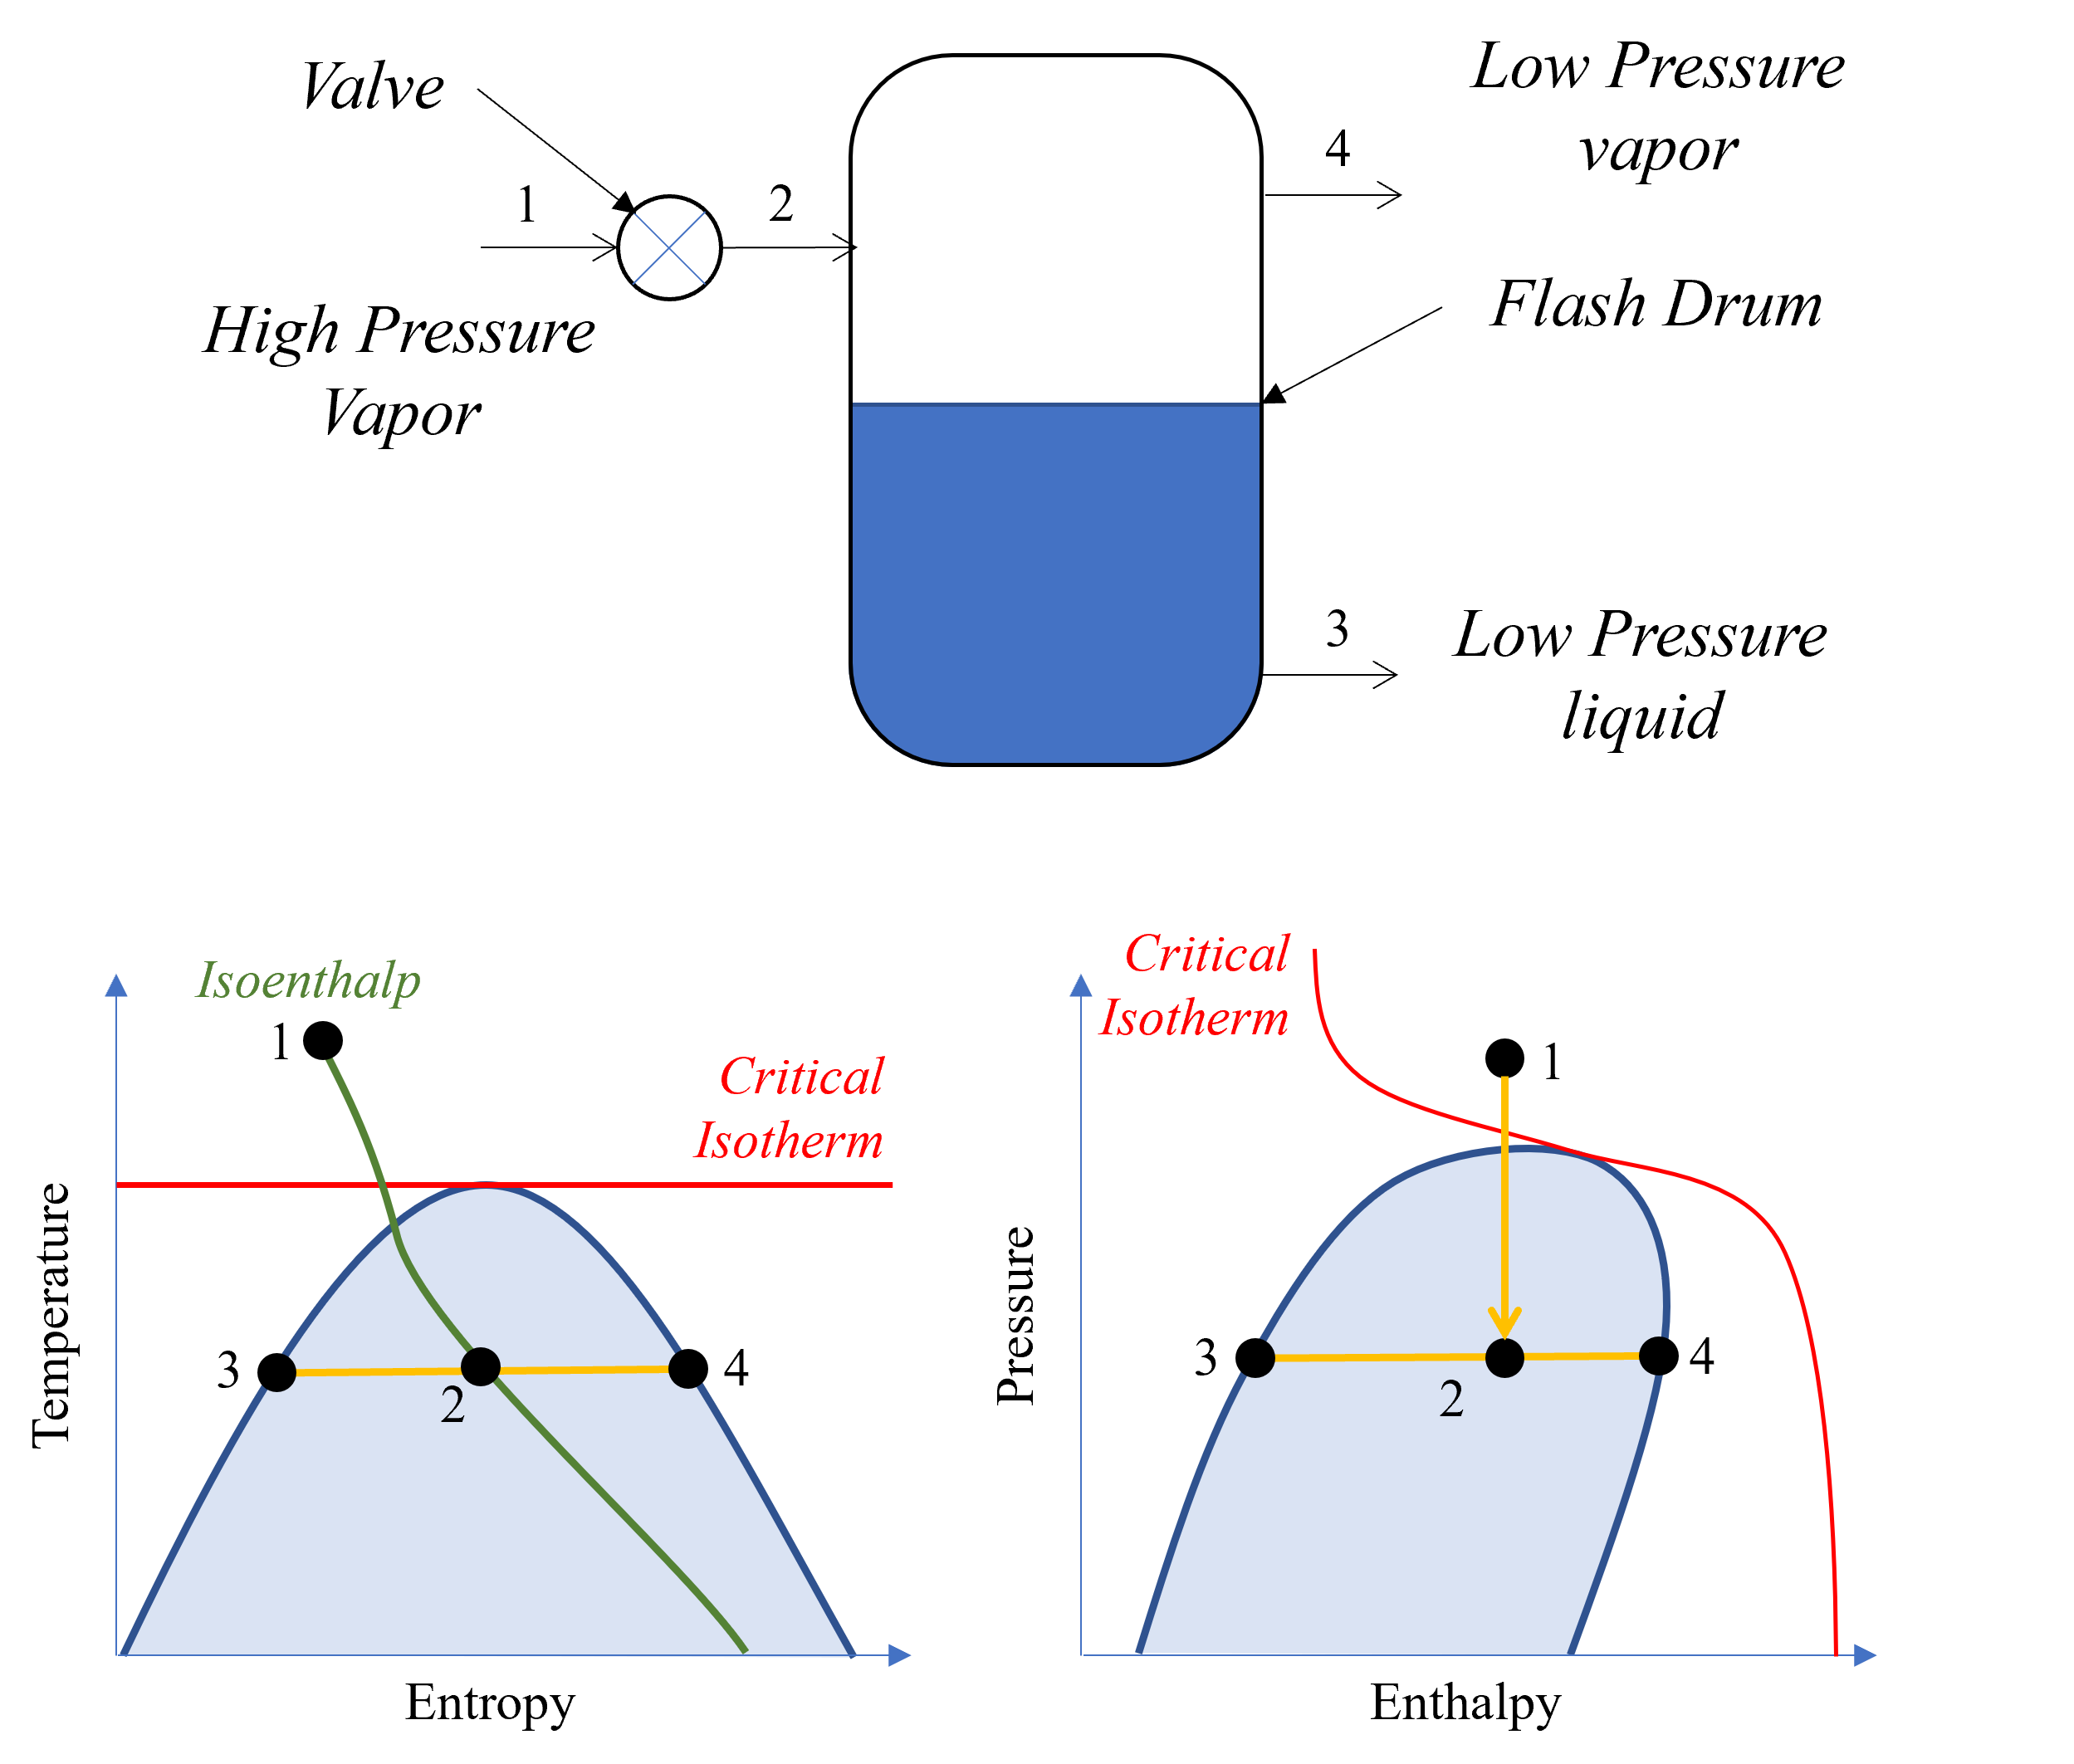 Valve
1
2
High Pressure
Vapor
4
Low Pressure
vapor
Flash Drum
3
Low Pressure
liquid
Isoenthalp
1
Critical
Isotherm
3
2
4
Temperature
Entropy
Critical
Isotherm
1
3
2
4
Pressure
Enthalpy